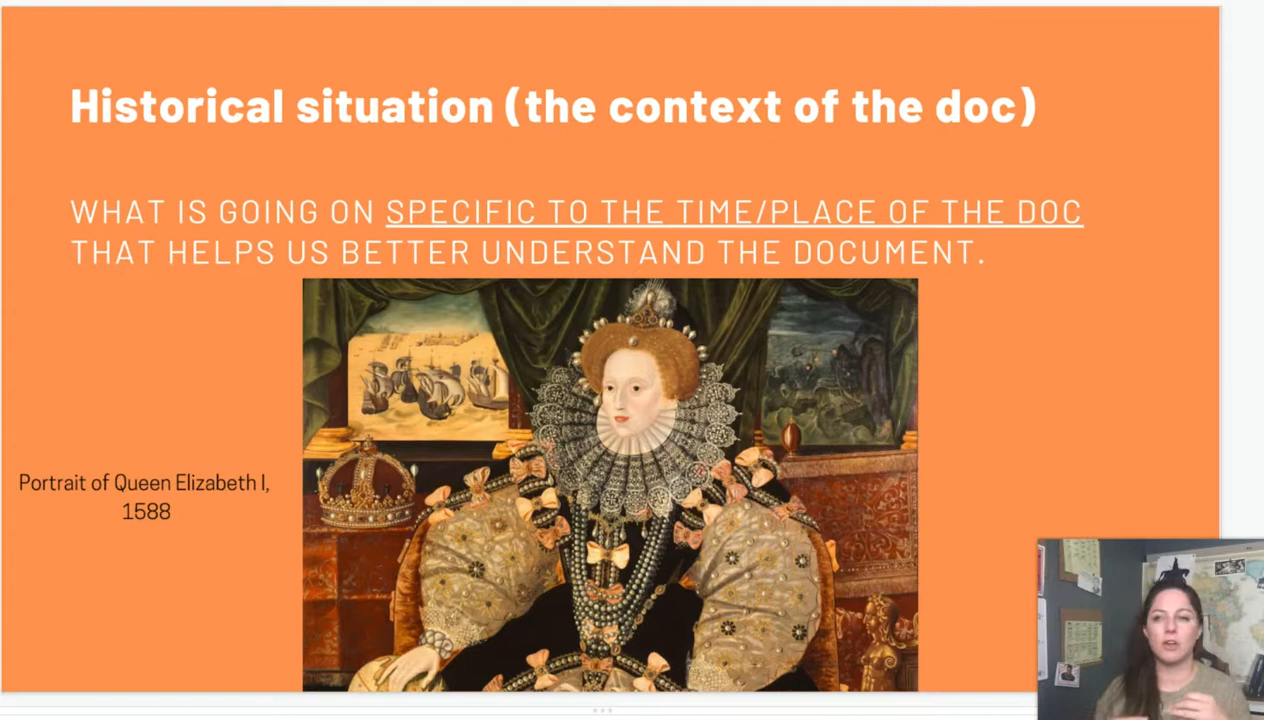 Historical situation (the context of the doc)
WHAT IS GOING ON SPECIFIC TO THE TIME/PLACE OF THE DOC
THAT HELPS US BETTER UNDERSTAND THE DOCUMENT.
Portrait of Queen Elizabeth I,
1588